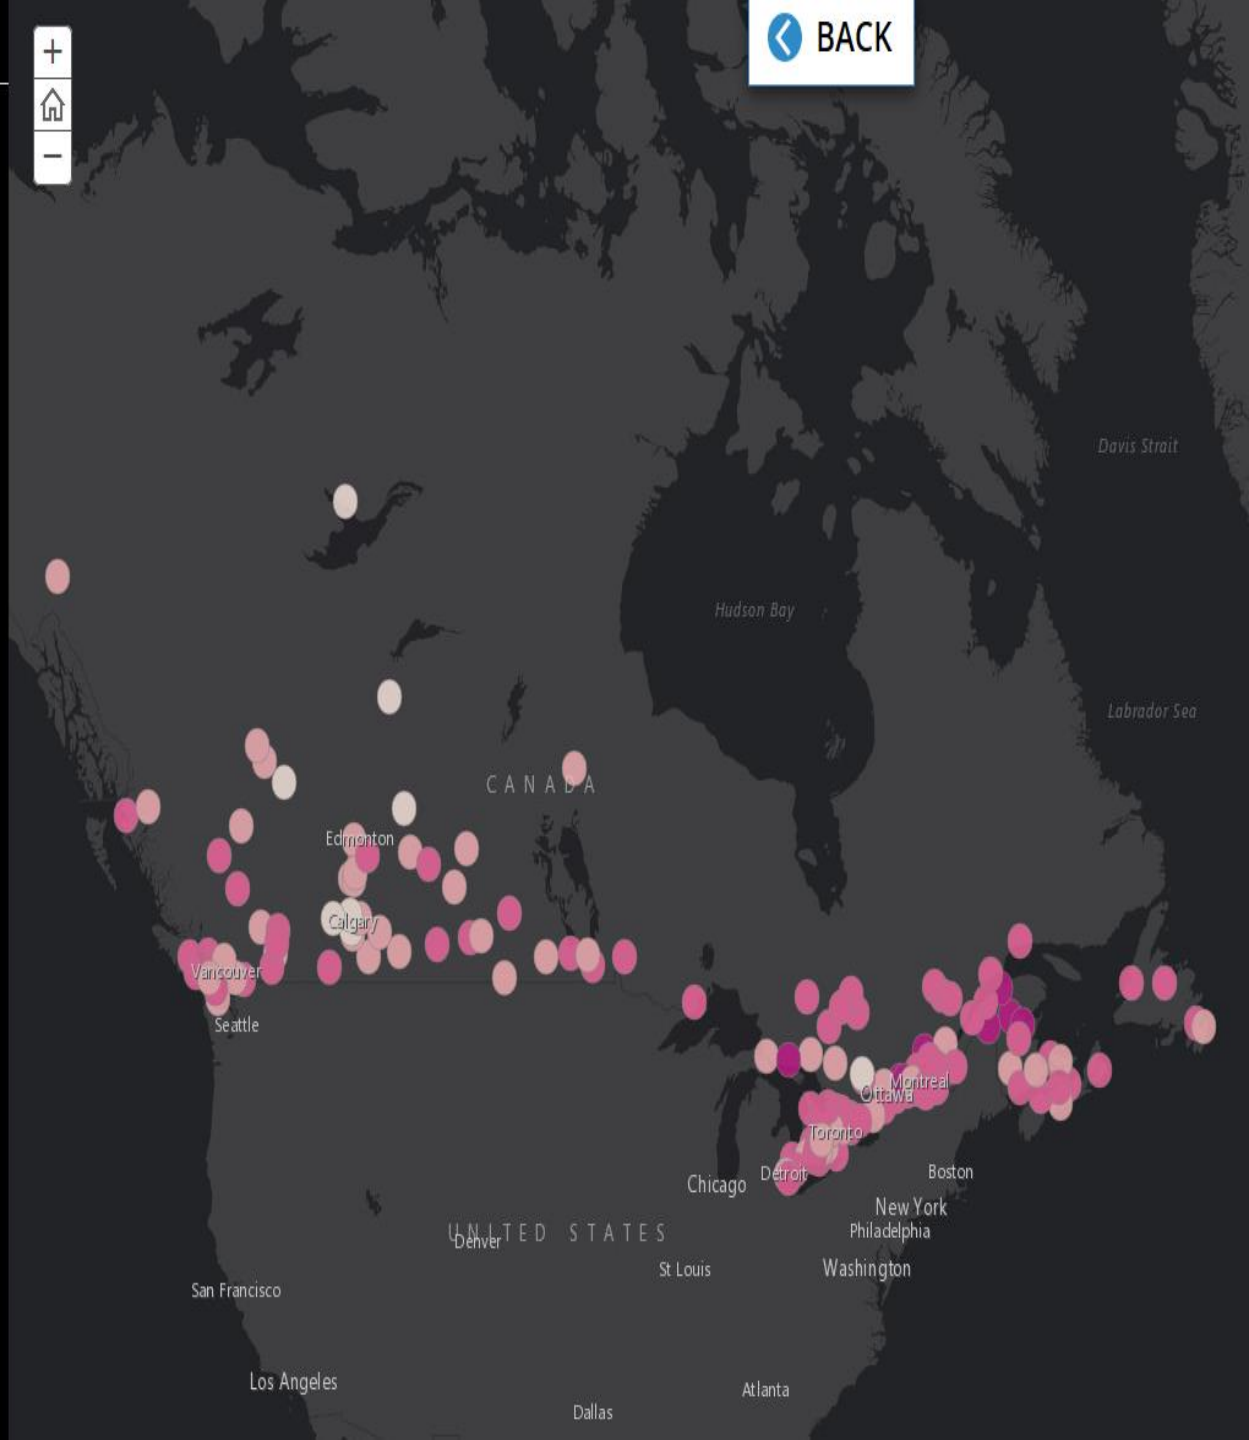 +
BACK
−
Davis Strait
Hudson Bay
Labrador Sea
CANADA
Edmonton
Calgary
Vancouver
Seattle
Montreal
Ottawa
Toronto
Detroit
Boston
Chicago
New York
Philadelphia
UNITED STATES
Denver
St Louis
Washington
San Francisco
Los Angeles
Atlanta
Dallas